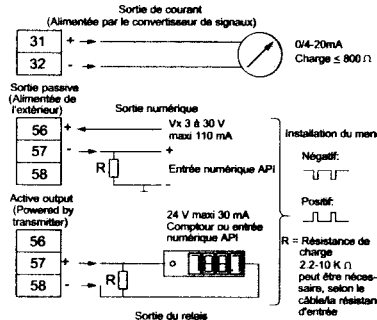 Sortie de courant
(Alimentée par le convertisseur de signaux)
31 +
32 -
0/4-20mA
Charge ≤ 800 Ω
Sortie passive
(Alimentée de
l'extérieur)
Sortie numérique
56 +
57 -
58
Vx 3 à 30 V
maxi 110 mA
+
R
Entrée numérique API
Installation du men
Négatif:
Positif:
Active output
(Powered by
transmitter)
56
57 +
58 -
24 V maxi 30 mA
Comptour ou entrée
numérique API
R
R = Résistance de
charge
2.2-10 K Ω
peut être néces-
saire, selon le
câble/la résistan
d'entrée
Sortie du relais